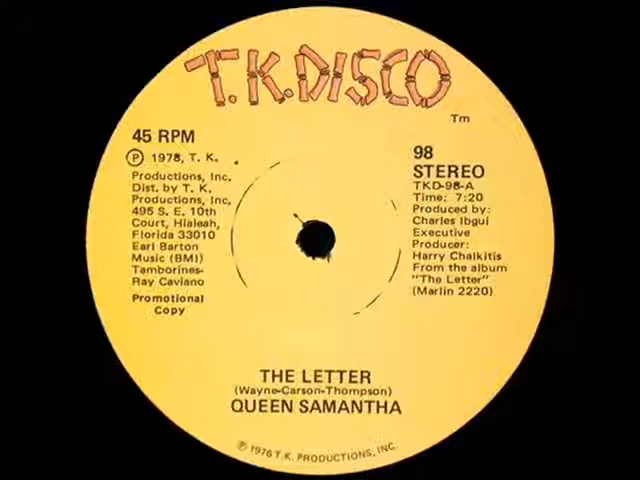 T.K. DISCO
Tm
45 RPM
Ⓟ 1978, T. K.
Productions, Inc.
Dist. by T. K.
Productions, Inc.
495 S. E. 10th
Court, Hialeah,
Florida 33010
Earl Barton
Music (BMI)
Tamborines-
Ray Caviano
Promotional
Copy
98
STEREO
TKD-98-A
Time: 7:20
Produced by:
Charles Ibgui
Executive
Producer:
Harry Chalkitis
From the album
"The Letter"
(Marlin 2220)
THE LETTER
(Wayne-Carson-Thompson)
QUEEN SAMANTHA
Ⓟ 1976 T.K. PRODUCTIONS, INC.